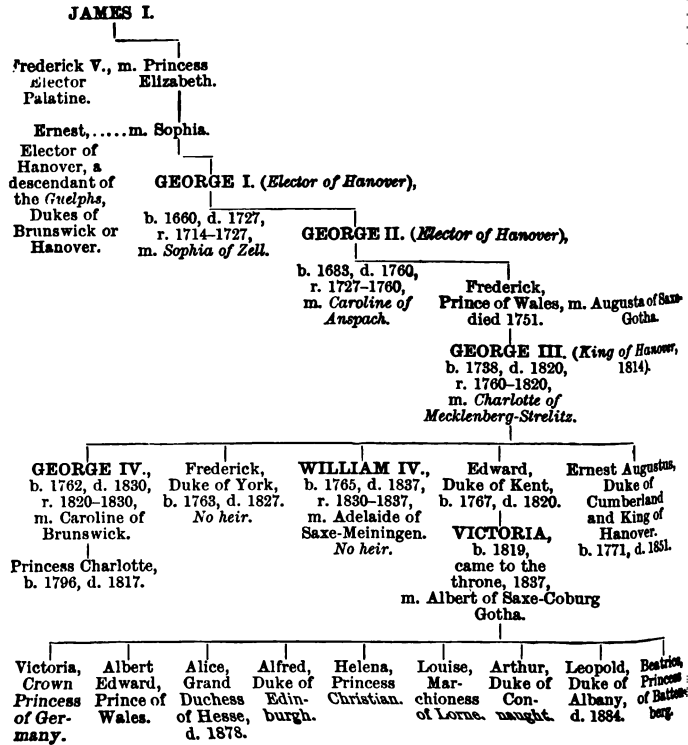 JAMES I.
Frederick V., m. Princess
Elector Elizabeth.
Palatine.
Ernest,.....m. Sophia.
Elector of
Hanover, a
descendant of
the Guelphs,
Dukes of
Brunswick or
Hanover.
GEORGE I. (Elector of Hanover),
b. 1660, d. 1727,
r. 1714–1727,
m. Sophia of Zell.
GEORGE II. (Elector of Hanover),
b. 1683, d. 1760,
r. 1727–1760,
m. Caroline of
Anspach.
Frederick,
Prince of Wales, m. Augusta of Saxe-
died 1751. Gotha.
GEORGE III. (King of Hanover,
b. 1738, d. 1820, 1814).
r. 1760–1820,
m. Charlotte of
Mecklenberg-Strelitz.
GEORGE IV.,
b. 1762, d. 1830,
r. 1820–1830,
m. Caroline of
Brunswick.
Princess Charlotte,
b. 1796, d. 1817.
Frederick,
Duke of York,
b. 1763, d. 1827.
No heir.
WILLIAM IV.,
b. 1765, d. 1837,
r. 1830–1837,
m. Adelaide of
Saxe-Meiningen.
No heir.
Edward,
Duke of Kent,
b. 1767, d. 1820.
VICTORIA,
b. 1819,
came to the
throne, 1837,
m. Albert of Saxe-Coburg
Gotha.
Ernest Augustus,
Duke of
Cumberland
and King of
Hanover.
b. 1771, d. 1851.
Victoria,
Crown
Princess
of Ger-
many.
Albert
Edward,
Prince of
Wales.
Alice,
Grand
Duchess
of Hesse,
d. 1878.
Alfred,
Duke of
Edin-
burgh.
Helena,
Princess
Christian.
Louise,
Mar-
chioness
of Lorne.
Arthur,
Duke of
Con-
naught.
Leopold,
Duke of
Albany,
d. 1884.
Beatrice,
Princess
of Batten-
berg.